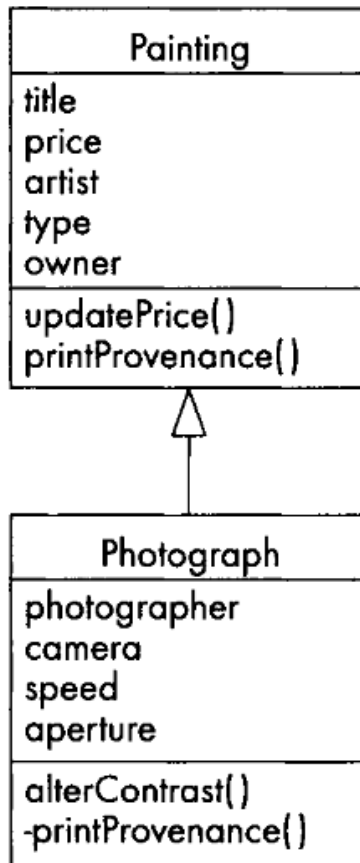 Painting
title
price
artist
type
owner
updatePrice()
printProvenance()
Photograph
photographer
camera
speed
aperture
alterContrast()
-printProvenance()